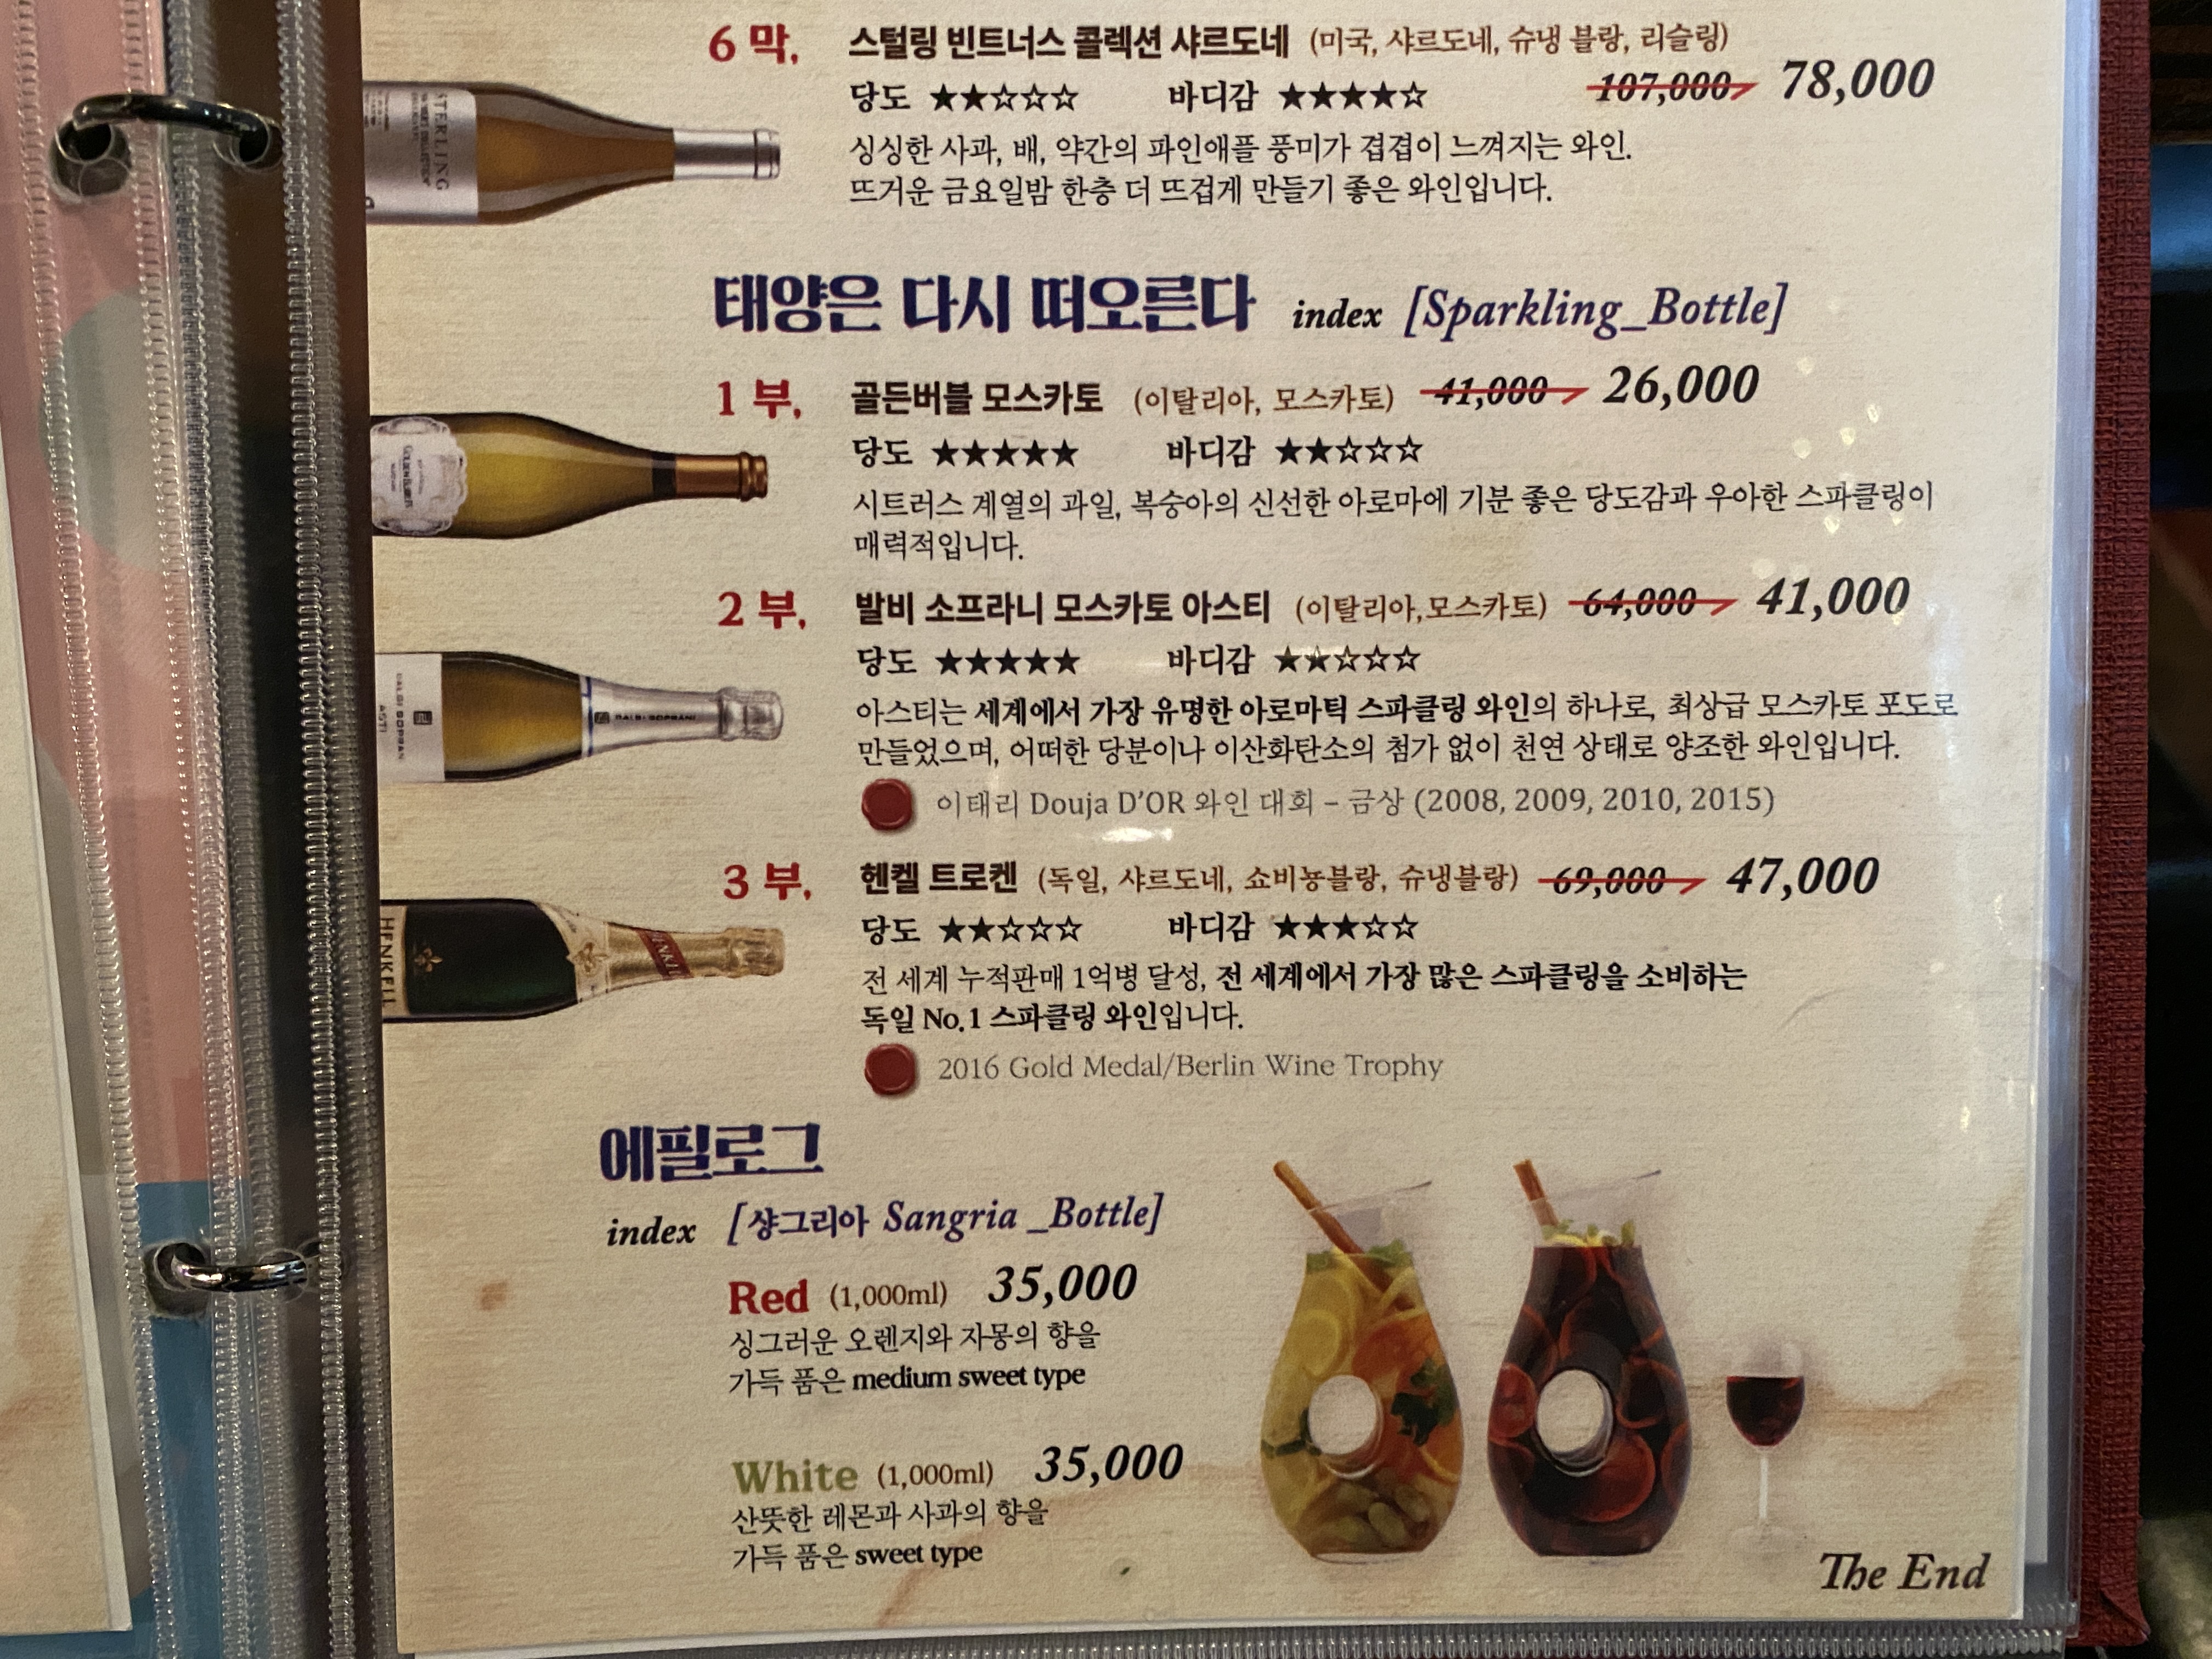 6 막, 스털링 빈트너스 콜렉션 샤르도네 (미국, 샤르도네, 슈냉 블랑, 리슬링)
당도 ★★☆☆☆ 바디감 ★★★★☆ 107,000 78,000
싱싱한 사과, 배, 약간의 파인애플 풍미가 겹겹이 느껴지는 와인.
뜨거운 금요일밤 한층 더 뜨겁게 만들기 좋은 와인입니다.
STERLING
태양은 다시 떠오른다 index [Sparkling_Bottle]
1 부, 골든버블 모스카토 (이탈리아, 모스카토) 41,000 26,000
당도 ★★★★★ 바디감 ★★☆☆☆
시트러스 계열의 과일, 복숭아의 신선한 아로마에 기분 좋은 당도감과 우아한 스파클링이
매력적입니다.
2 부, 발비 소프라니 모스카토 아스티 (이탈리아,모스카토) 64,000 41,000
당도 ★★★★★ 바디감 ★★☆☆☆
아스티는 세계에서 가장 유명한 아로마틱 스파클링 와인의 하나로, 최상급 모스카토 포도로
만들었으며, 어떠한 당분이나 이산화탄소의 첨가 없이 천연 상태로 양조한 와인입니다.
이태리 Douja D'OR 와인 대회 – 금상 (2008, 2009, 2010, 2015)
BALBI SOPRANI
BALBI SOPRANI
ASTI
3 부, 헨켈 트로켄 (독일, 샤르도네, 쇼비뇽블랑, 슈냉블랑) 69,000 47,000
당도 ★★☆☆☆ 바디감 ★★★☆☆
전 세계 누적판매 1억병 달성, 전 세계에서 가장 많은 스파클링을 소비하는
독일 No.1 스파클링 와인입니다.
2016 Gold Medal/Berlin Wine Trophy
HENKELL
에필로그
index [샹그리아 Sangria _Bottle]
Red (1,000ml) 35,000
싱그러운 오렌지와 자몽의 향을
가득 품은 medium sweet type
White (1,000ml) 35,000
산뜻한 레몬과 사과의 향을
가득 품은 sweet type
The End